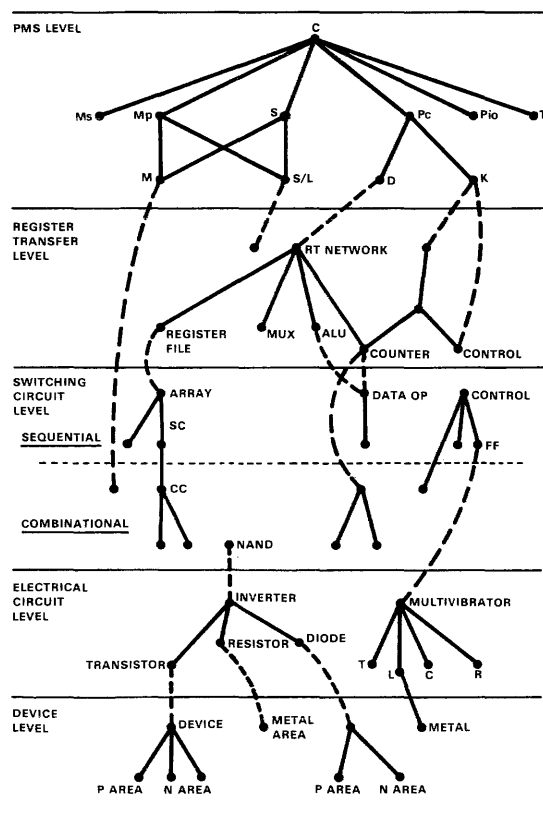 PMS LEVEL
C
Ms
Mp
S
Pc
Pio
T
M
S/L
D
K
REGISTER
TRANSFER
LEVEL
RT NETWORK
REGISTER
FILE
MUX
ALU
COUNTER
CONTROL
SWITCHING
CIRCUIT
LEVEL
ARRAY
DATA OP
CONTROL
SC
SEQUENTIAL
FF
CC
COMBINATIONAL
NAND
ELECTRICAL
CIRCUIT
LEVEL
INVERTER
MULTIVIBRATOR
RESISTOR
DIODE
TRANSISTOR
T
L
C
R
DEVICE
LEVEL
DEVICE
METAL
AREA
METAL
P AREA
N AREA
P AREA
N AREA